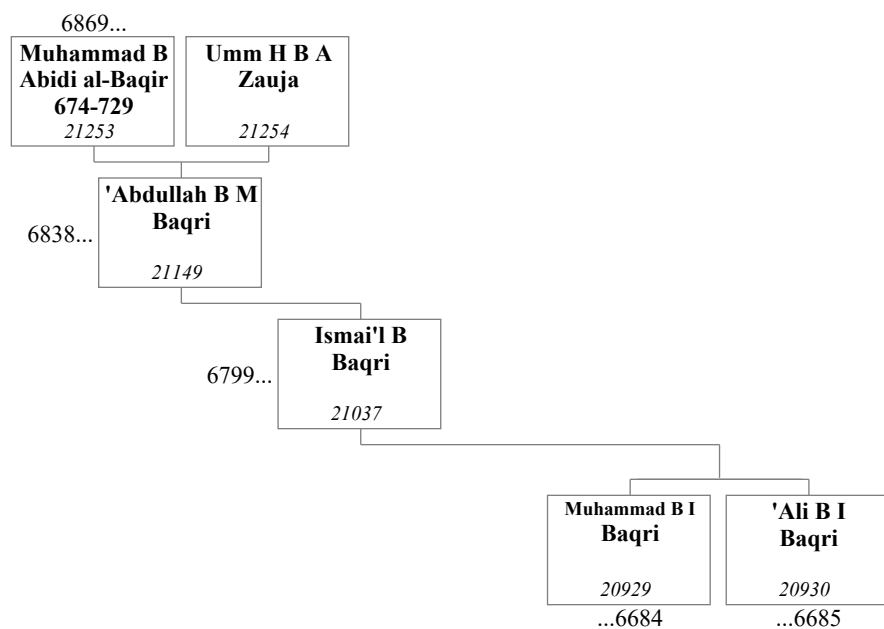 6869...
Muhammad B
Abidi al-Baqir
674-729
21253
Umm H B A
Zauja
21254
'Abdullah B M
Baqri
6838...
21149
Ismai'l B
Baqri
6799...
21037
Muhammad B I
Baqri
20929
...6684
'Ali B I
Baqri
20930
...6685